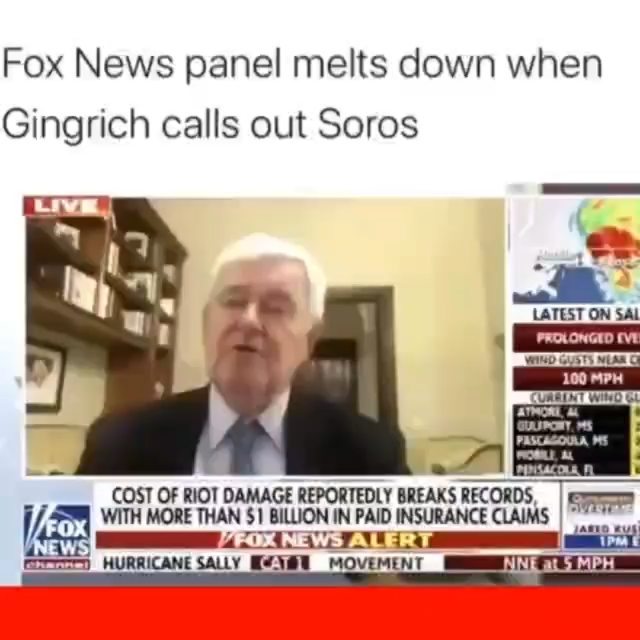 Fox News panel melts down when
Gingrich calls out Soros
LIVE
LATEST ON SAL
PROLONGED EVE
WIND GUSTS NEAR
100 MPH
CURRENT WIND GU
ATMORE, AL
GULFPORT, MS
PASCAGOULA, MS
MOBILE, AL
PENSACOLA, FL
COST OF RIOT DAMAGE REPORTEDLY BREAKS RECORDS,
WITH MORE THAN $1 BILLION IN PAID INSURANCE CLAIMS
FOX NEWS ALERT
FOX
NEWS
channel
OVERTIME
JARED KUS
1PM E
HURRICANE SALLY CAT 1 MOVEMENT NNE at 5 MPH